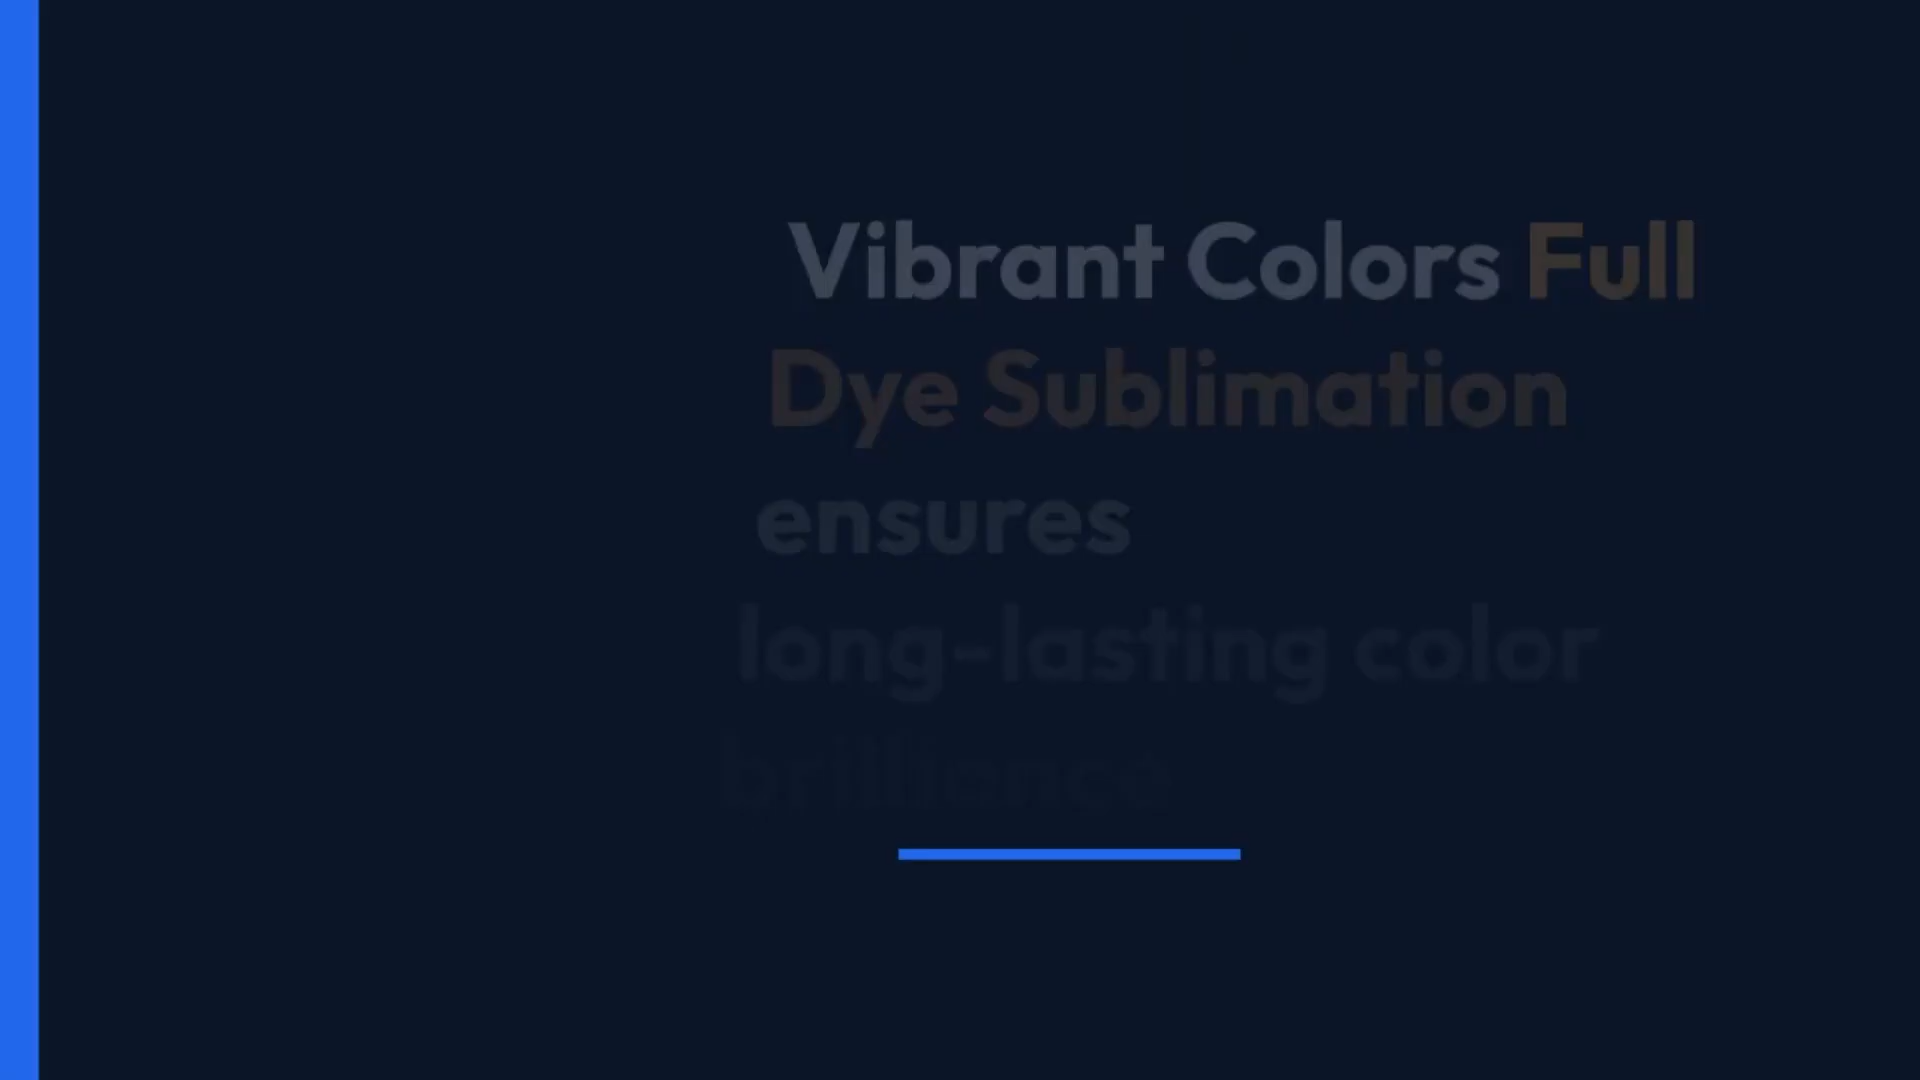 Vibrant Colors Full
Dye Sublimation
ensures
long-lasting color
brilliance